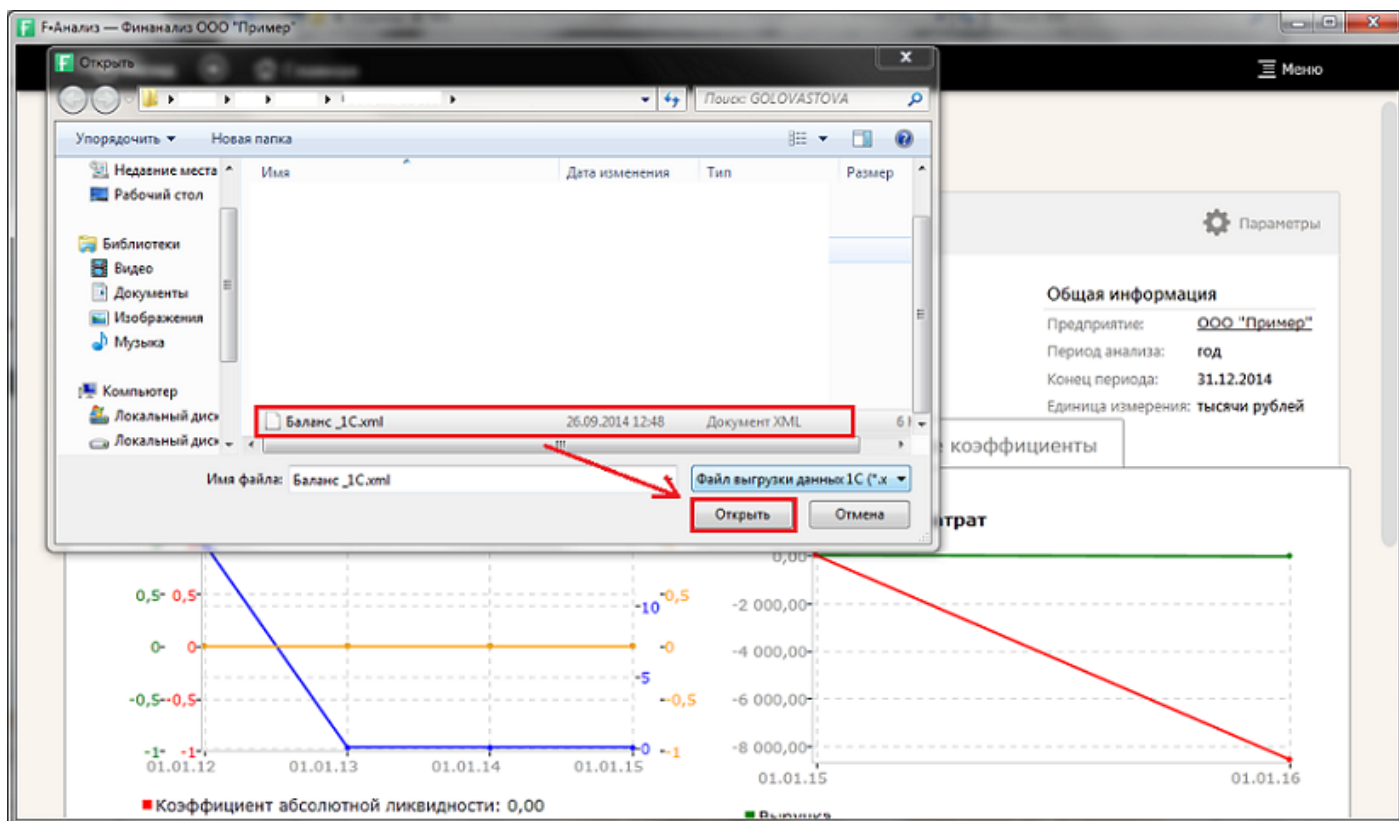 F•Анализ — Финанализ ООО "Пример"
Открыть
Главная
Меню
Поиск: GOLOVASTOVA
Упорядочить
Новая папка
Недавние места
Рабочий стол
Библиотеки
Видео
Документы
Изображения
Музыка
Компьютер
Локальный диск
Локальный диск
Имя
Дата изменения
Тип
Размер
Баланс _1C.xml
26.09.2014 12:48
Документ XML
6
Имя файла:
Баланс _1C.xml
Файл выгрузки данных 1C (*.x
Открыть
Отмена
Параметры
Общая информация
Предприятие: ООО "Пример"
Период анализа: год
Конец периода: 31.12.2014
Единица измерения: тысячи рублей
коэффициенты
трат
0,5 0,5
10 0,5
0 0
0
-0,5 -0,5
5
-0,5
-1 -1
0 -1
01.01.12 01.01.13 01.01.14 01.01.15
Коэффициент абсолютной ликвидности: 0,00
0,00
-2 000,00
-4 000,00
-6 000,00
-8 000,00
01.01.15 01.01.16
Выручка